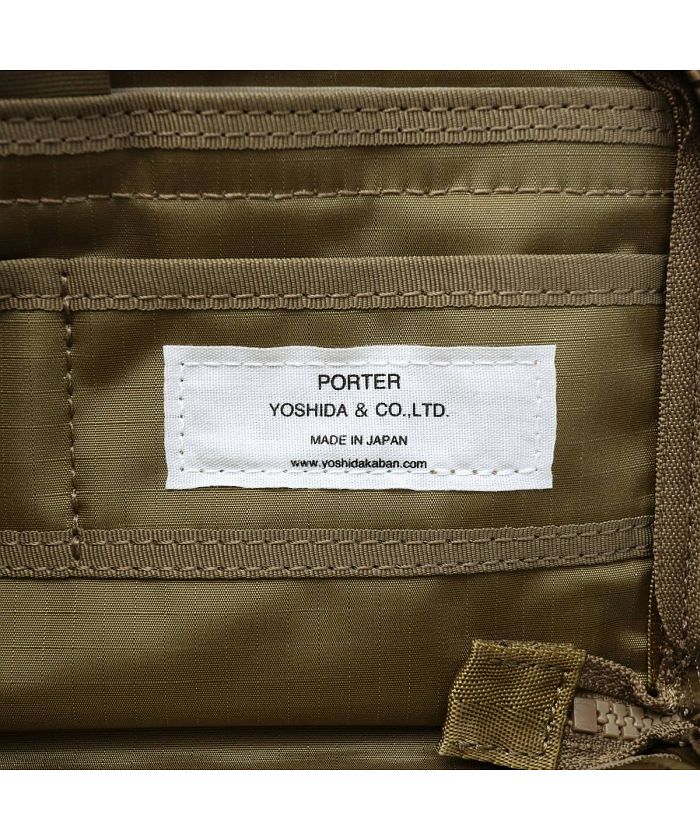 PORTER
YOSHIDA & CO.,LTD.
MADE IN JAPAN
www.yoshidakaban.com